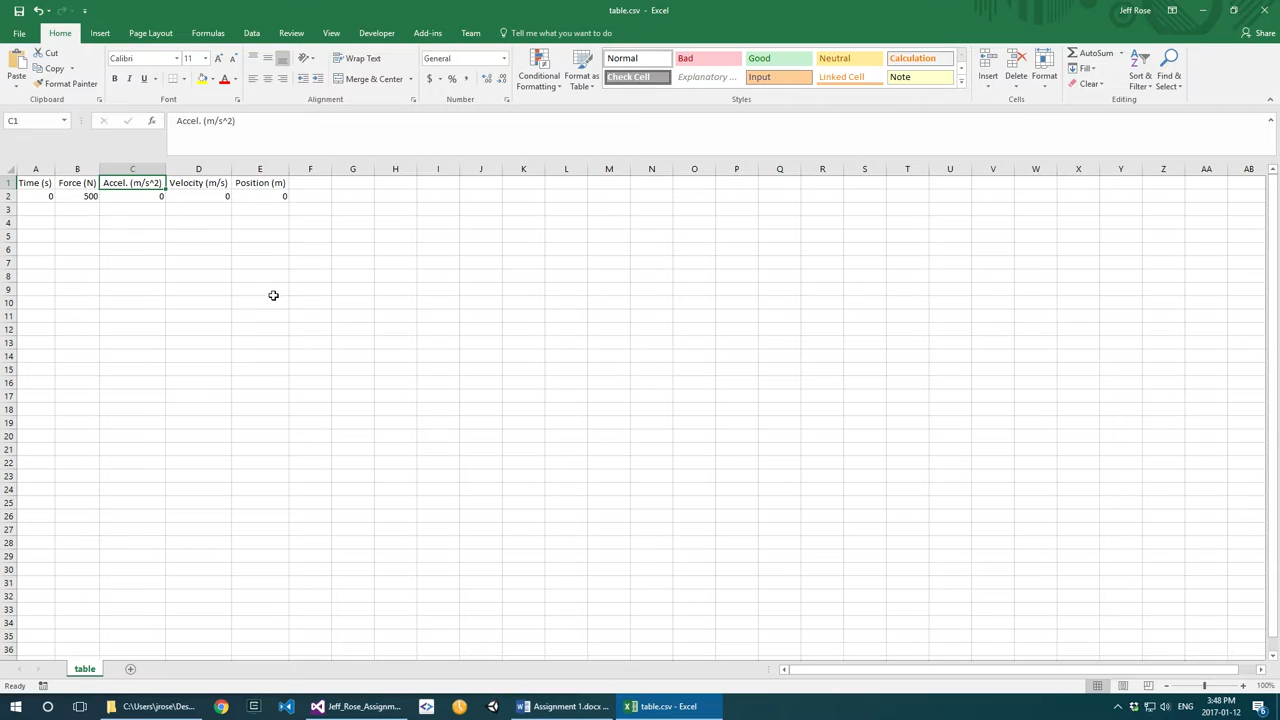 table.csv - Excel
Jeff Rose
File Home Insert Page Layout Formulas Data Review View Developer Add-ins Team Tell me what you want to do Share
Paste Cut Copy Format Painter Clipboard
Calibri 11 A A B I U A Font
Wrap Text Merge & Center Alignment
General $ % , Number
Conditional Formatting Format as Table
Normal Bad Good Neutral Calculation
Check Cell Explanatory ... Input Linked Cell Note
Styles
Insert Delete Format Cells
AutoSum Fill Clear Sort & Filter Find & Select Editing
C1 fx Accel. (m/s^2)
A B C D E F G H I J K L M N O P Q R S T U V W X Y Z AA AB
1 Time (s) Force (N) Accel. (m/s^2) Velocity (m/s) Position (m)
2 0 500 0 0 0
3
4
5
6
7
8
9
10
11
12
13
14
15
16
17
18
19
20
21
22
23
24
25
26
27
28
29
30
31
32
33
34
35
36
table
Ready 100%
C:\Users\jrose\De... Jeff_Rose_Assignm... Assignment 1.docx ... table.csv - Excel ENG 3:48 PM
2017-01-12 6